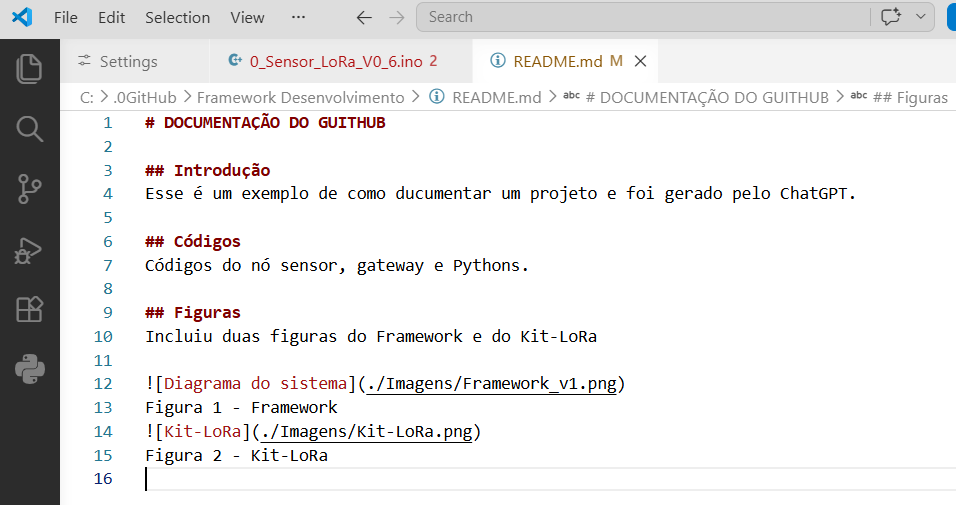 File Edit Selection View ··· Search
Settings 0_Sensor_LoRa_V0_6.ino 2 README.md M
C: > .0GitHub > Framework Desenvolvimento > README.md > abc # DOCUMENTAÇÃO DO GUITHUB > abc ## Figuras
1 # DOCUMENTAÇÃO DO GUITHUB
2
3 ## Introdução
4 Esse é um exemplo de como ducumentar um projeto e foi gerado pelo ChatGPT.
5
6 ## Códigos
7 Códigos do nó sensor, gateway e Pythons.
8
9 ## Figuras
10 Incluiu duas figuras do Framework e do Kit-LoRa
11
12 ![Diagrama do sistema](./Imagens/Framework_v1.png)
13 Figura 1 - Framework
14 ![Kit-LoRa](./Imagens/Kit-LoRa.png)
15 Figura 2 - Kit-LoRa
16